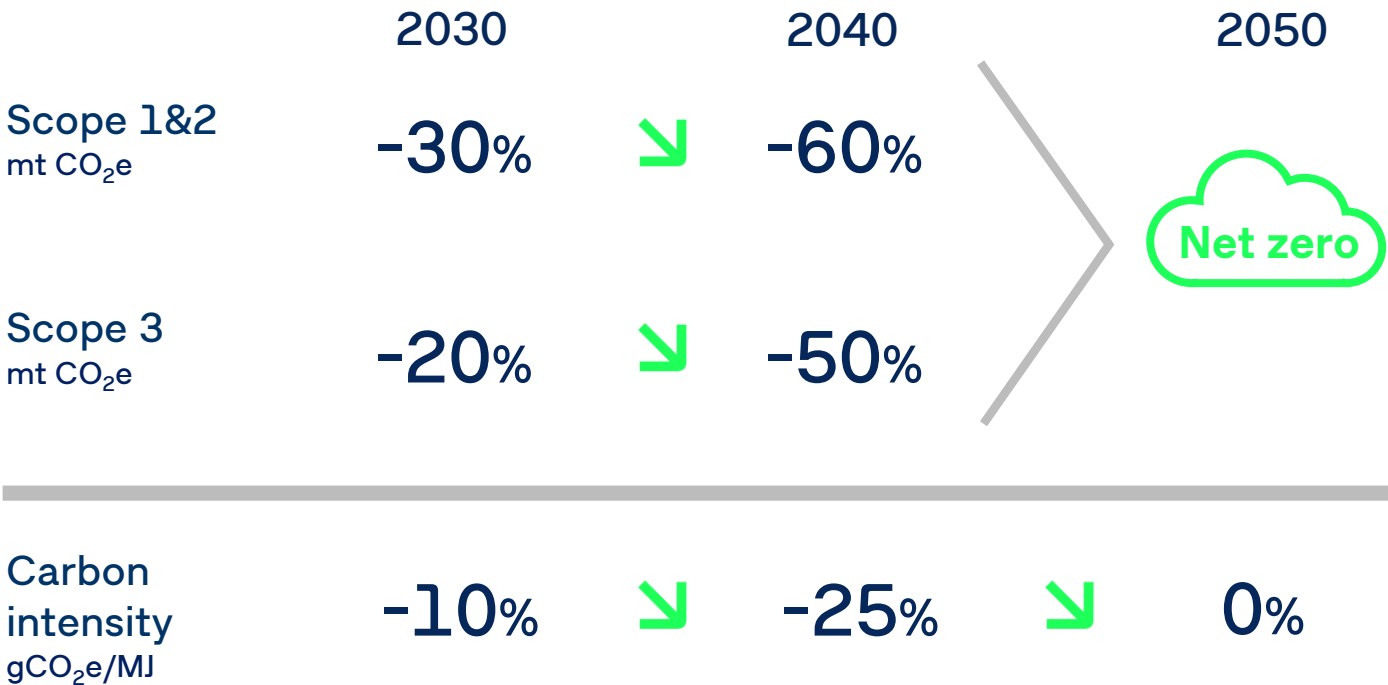 2030 2040 2050
Scope 1&2
mt CO₂e
-30% -60%
Net zero
Scope 3
mt CO₂e
-20% -50%
Carbon
intensity
gCO₂e/MJ
-10% -25% 0%